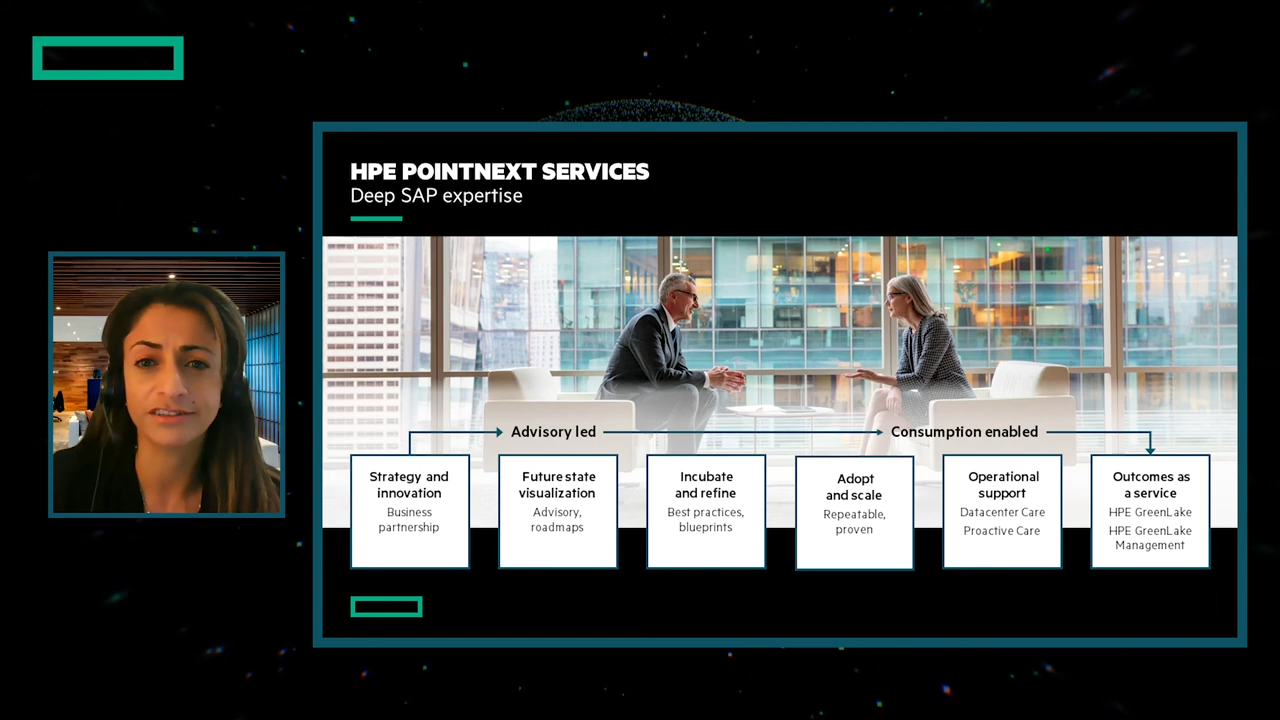 HPE POINTNEXT SERVICES
Deep SAP expertise
Advisory led
Consumption enabled
Strategy and
innovation
Business
partnership
Future state
visualization
Advisory,
roadmaps
Incubate
and refine
Best practices,
blueprints
Adopt
and scale
Repeatable,
proven
Operational
support
Datacenter Care
Proactive Care
Outcomes as
a service
HPE GreenLake
HPE GreenLake
Management